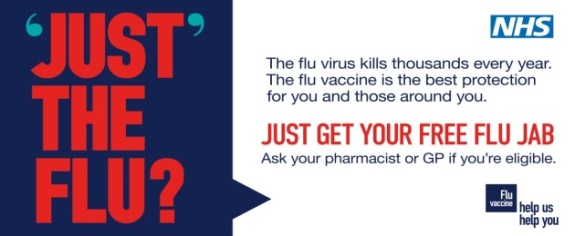 ‘JUST’
THE
FLU?
NHS
The flu virus kills thousands every year.
The flu vaccine is the best protection
for you and those around you.
JUST GET YOUR FREE FLU JAB
Ask your pharmacist or GP if you’re eligible.
Flu
vaccine
help us
help you